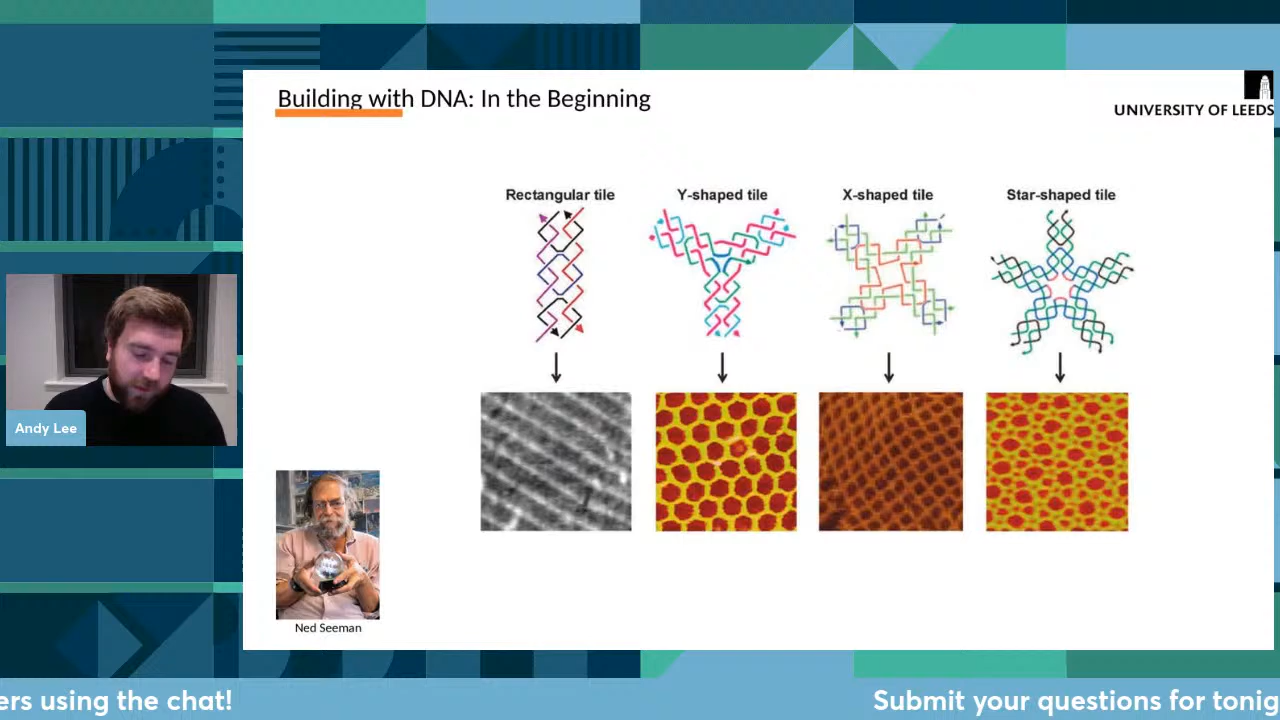 Building with DNA: In the Beginning
UNIVERSITY OF LEEDS
Rectangular tile
Y-shaped tile
X-shaped tile
Star-shaped tile
Andy Lee
Ned Seeman
ers using the chat!
Submit your questions for tonig